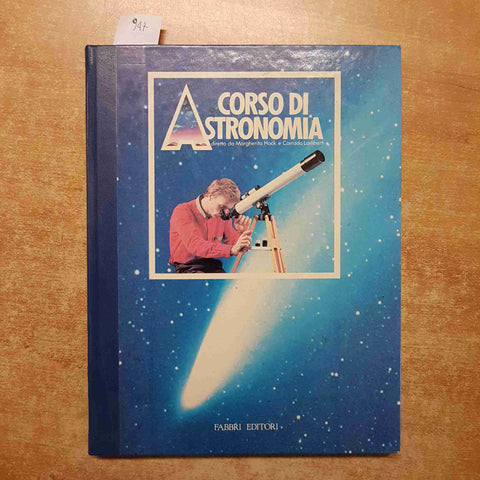 947
CORSO DI
ASTRONOMIA
diretto da Margherita Hack e Corrado Lamberti
FABBRI EDITORI